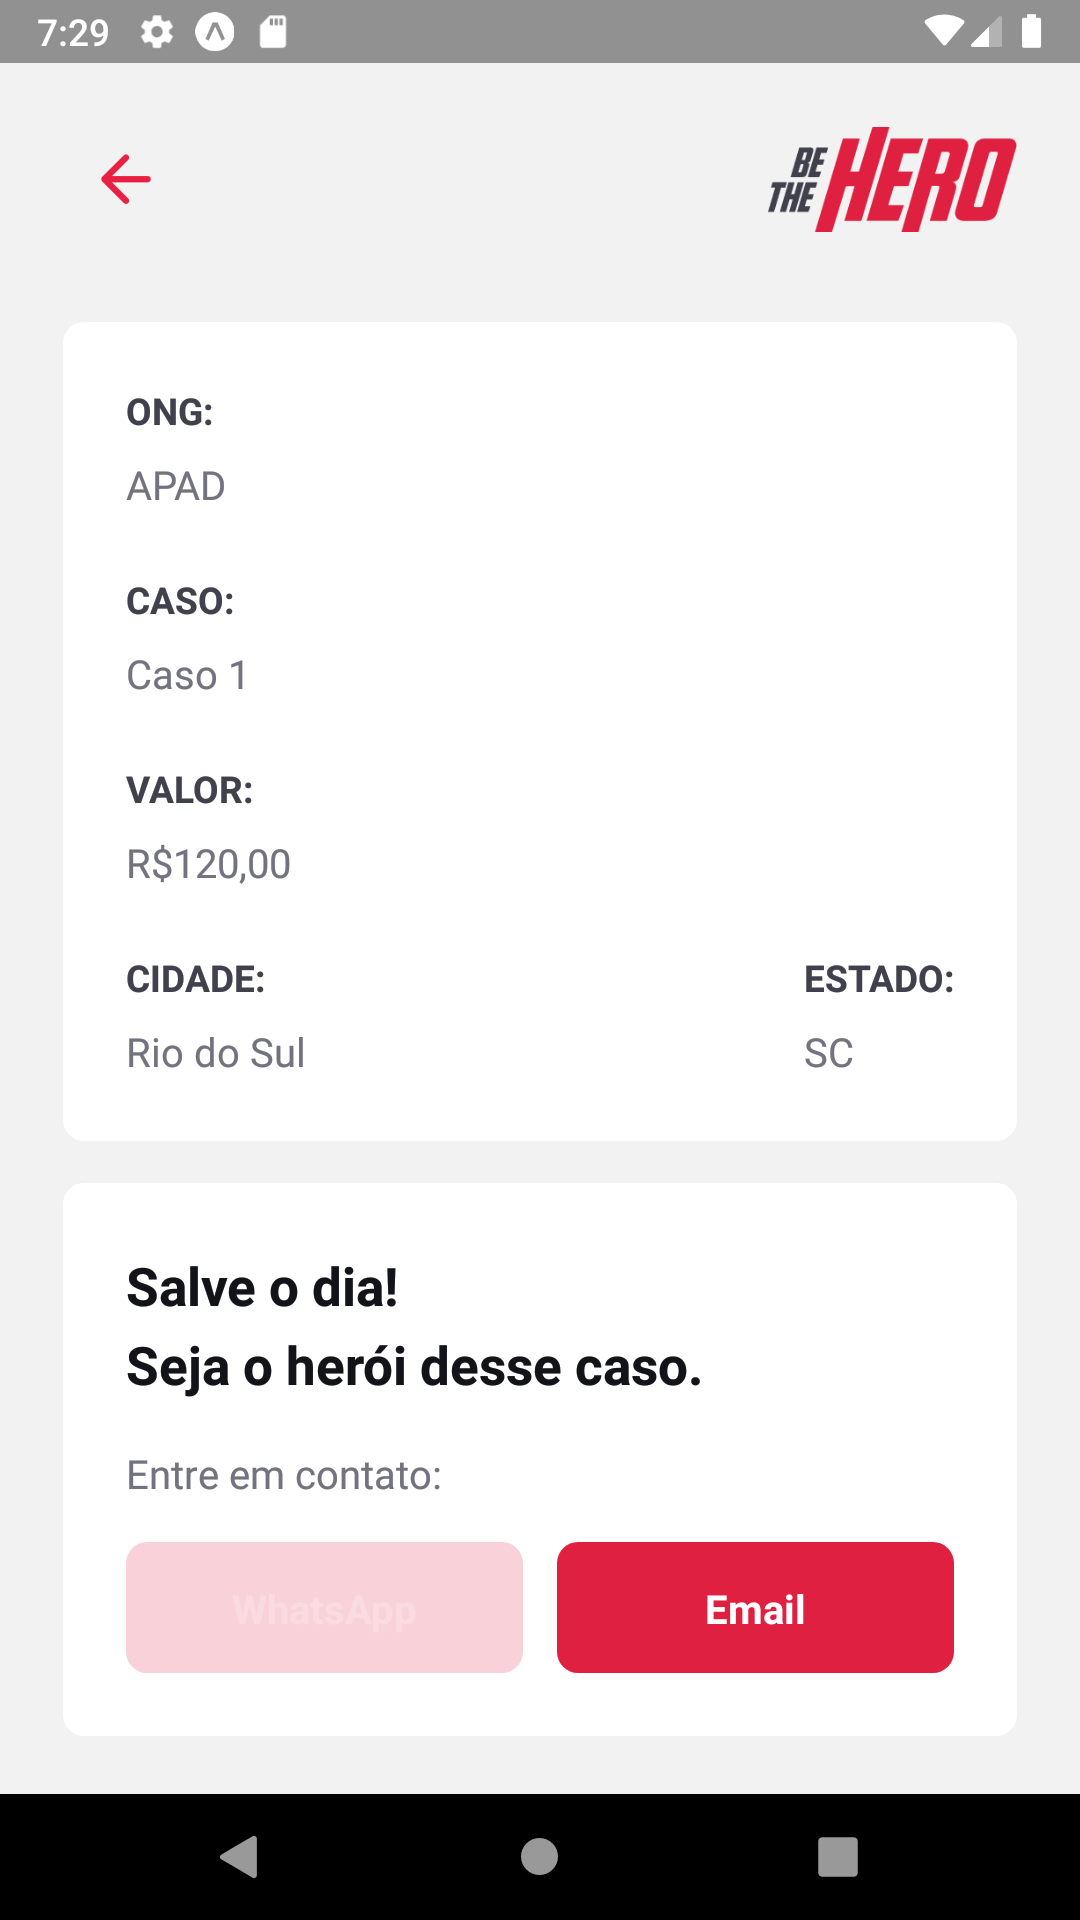 7:29
BE
THE
HERO
ONG:
APAD
CASO:
Caso 1
VALOR:
R$120,00
CIDADE:
ESTADO:
Rio do Sul
SC
Salve o dia!
Seja o herói desse caso.
Entre em contato:
WhatsApp
Email